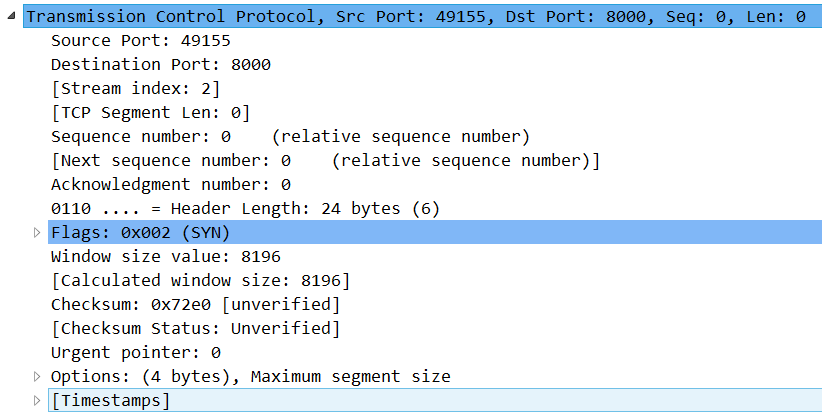 Transmission Control Protocol, Src Port: 49155, Dst Port: 8000, Seq: 0, Len: 0
Source Port: 49155
Destination Port: 8000
[Stream index: 2]
[TCP Segment Len: 0]
Sequence number: 0    (relative sequence number)
[Next sequence number: 0    (relative sequence number)]
Acknowledgment number: 0
0110 .... = Header Length: 24 bytes (6)
Flags: 0x002 (SYN)
Window size value: 8196
[Calculated window size: 8196]
Checksum: 0x72e0 [unverified]
[Checksum Status: Unverified]
Urgent pointer: 0
Options: (4 bytes), Maximum segment size
[Timestamps]